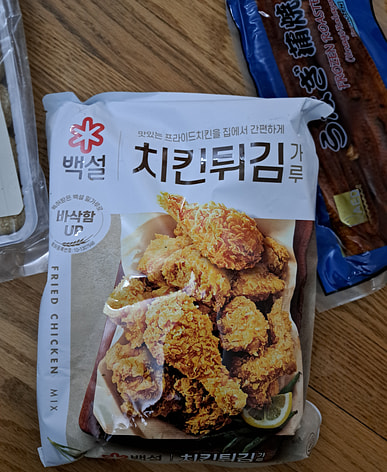 맛있는 프라이드치킨을 집에서 간편하게
백설
치킨튀김가루
바삭함
UP
FRIED CHICKEN MIX
백설 치킨튀김가루